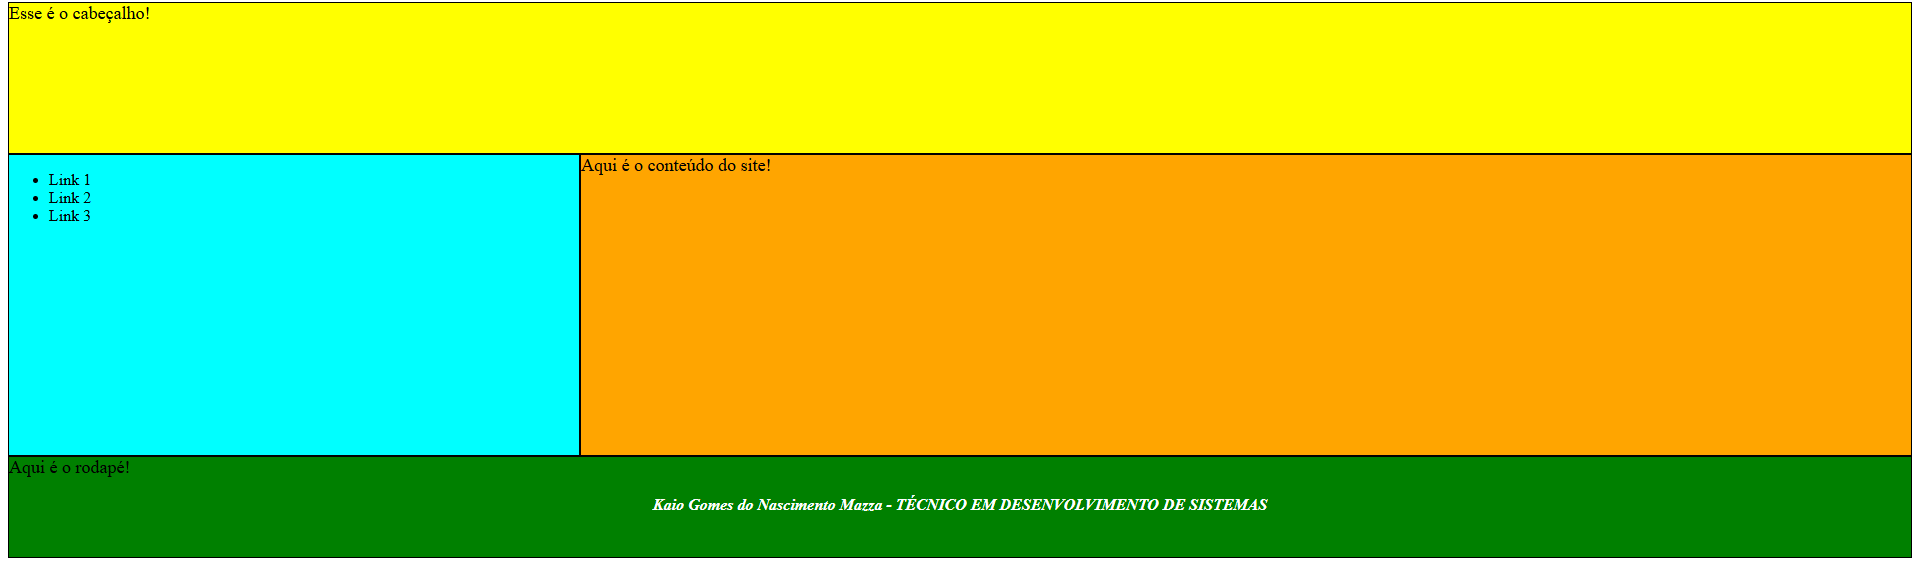 Esse é o cabeçalho!
Link 1
Link 2
Link 3
Aqui é o conteúdo do site!
Aqui é o rodapé!
Kaio Gomes do Nascimento Mazza - TÉCNICO EM DESENVOLVIMENTO DE SISTEMAS